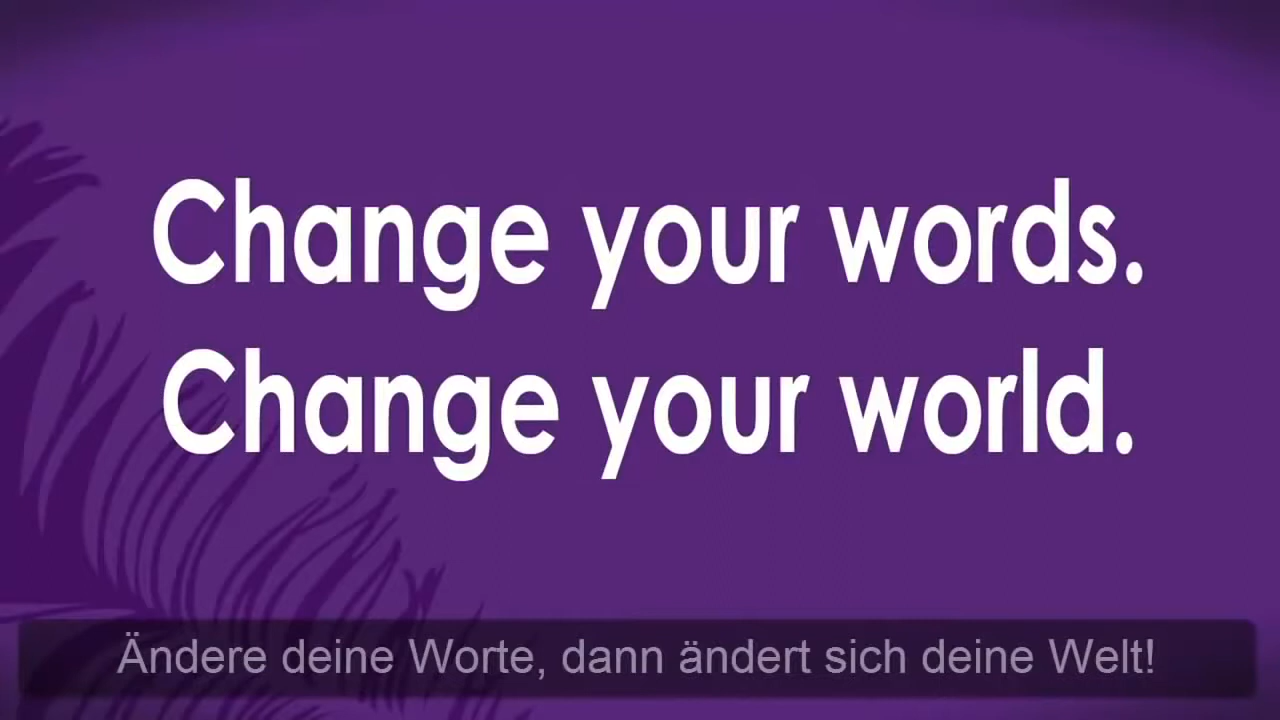 Change your words.
Change your world.
Ändere deine Worte, dann ändert sich deine Welt!